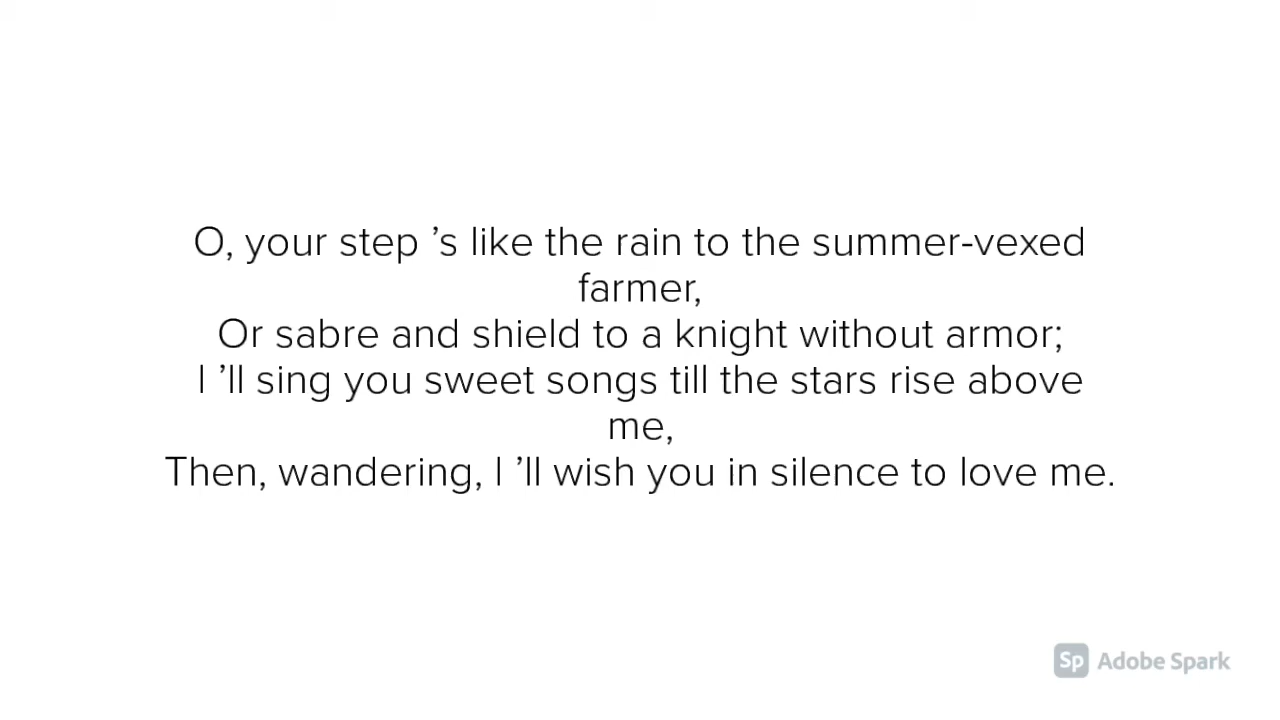 O, your step ’s like the rain to the summer-vexed
farmer,
Or sabre and shield to a knight without armor;
I ’ll sing you sweet songs till the stars rise above
me,
Then, wandering, I ’ll wish you in silence to love me.
Sp Adobe Spark